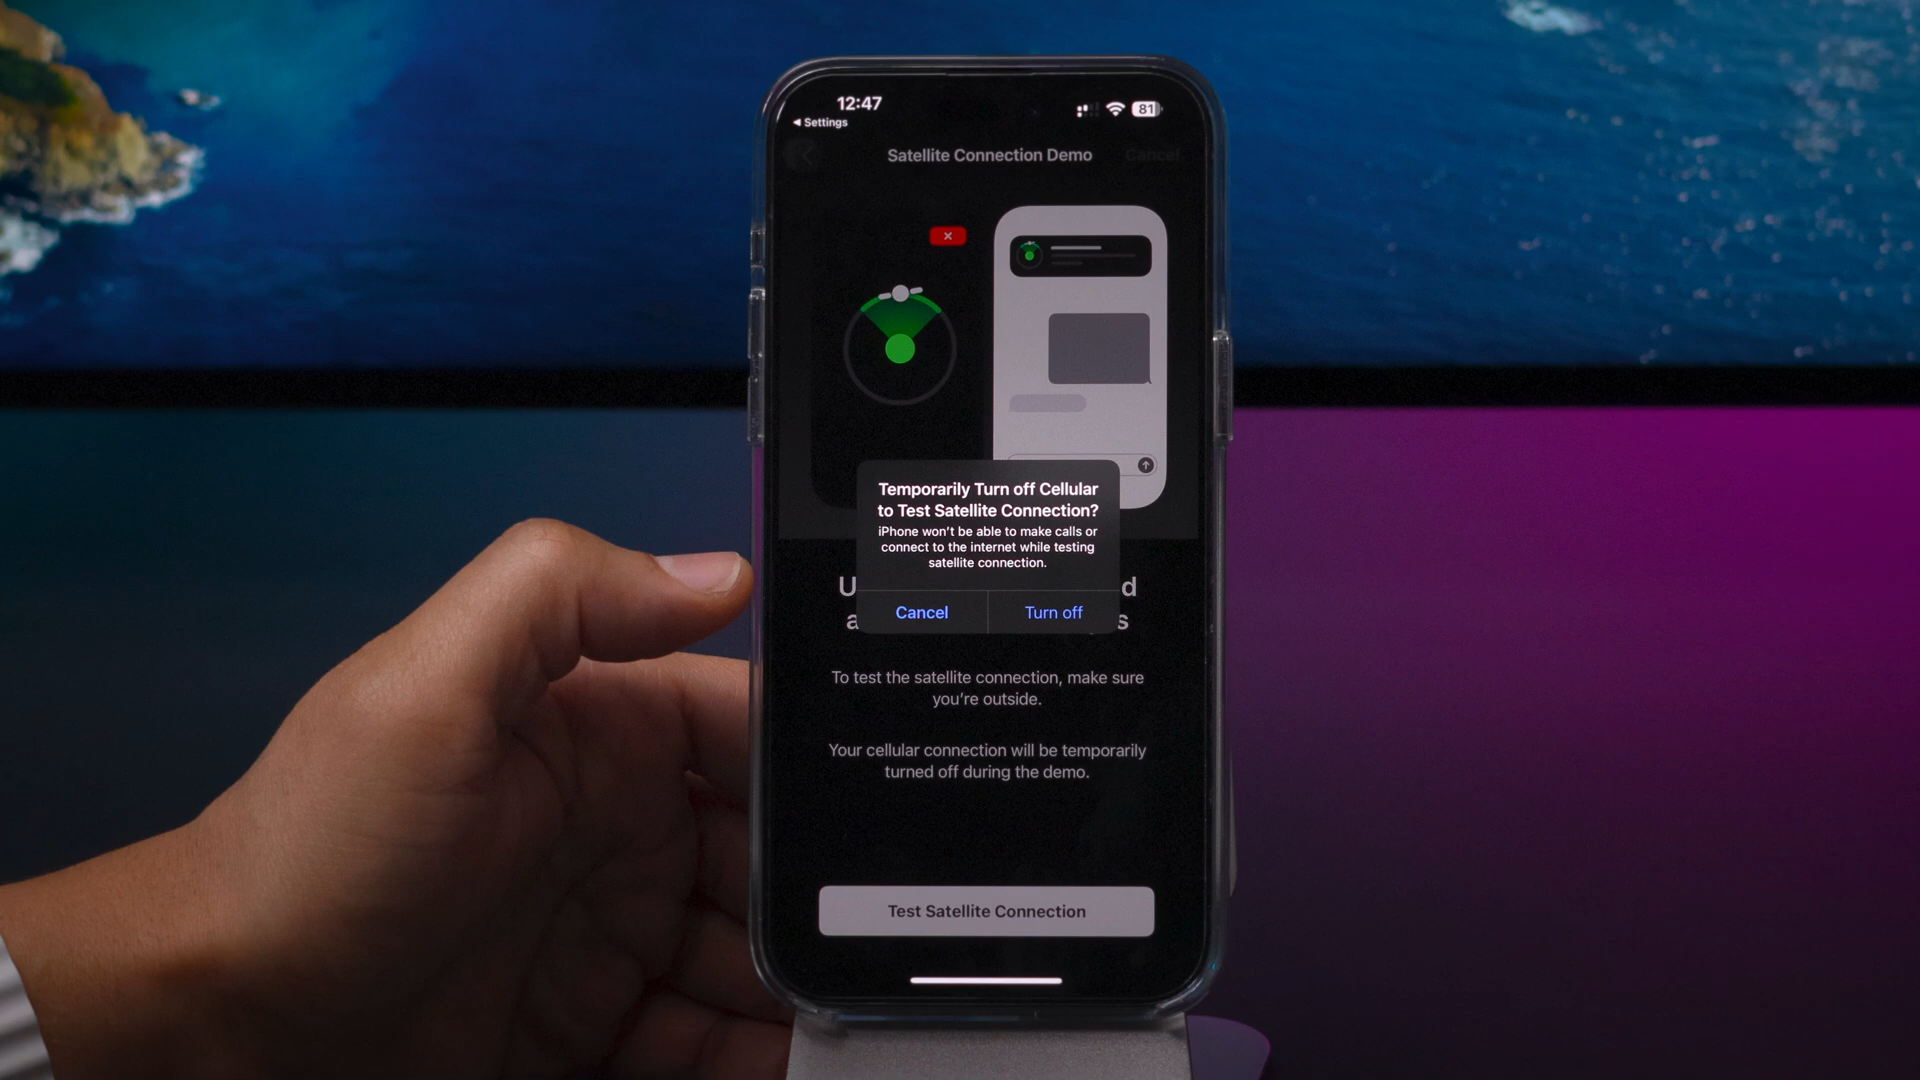 12:47
81
◀ Settings
Satellite Connection Demo
Cancel
Temporarily Turn off Cellular
to Test Satellite Connection?
iPhone won't be able to make calls or
connect to the internet while testing
satellite connection.
Cancel
Turn off
To test the satellite connection, make sure
you're outside.
Your cellular connection will be temporarily
turned off during the demo.
Test Satellite Connection